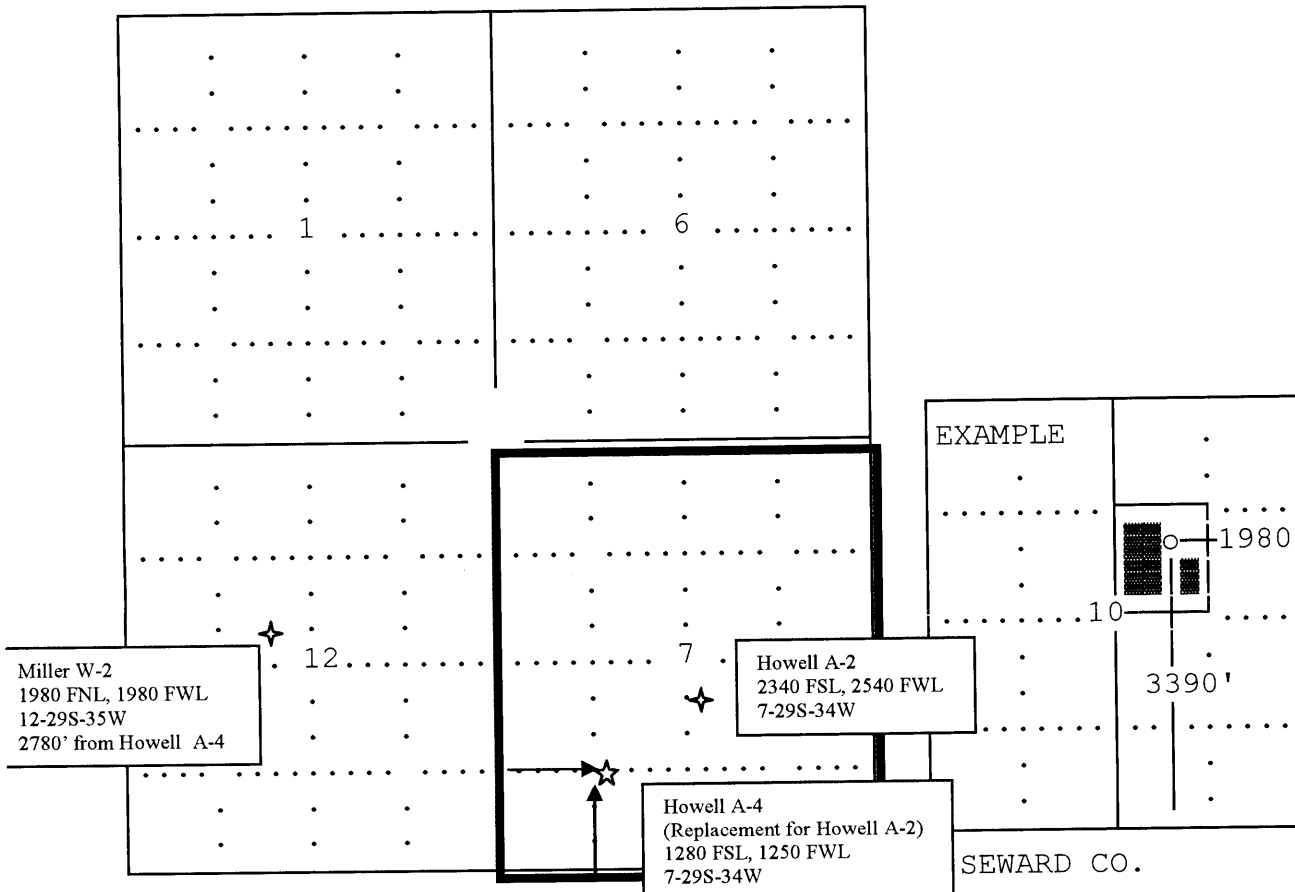 1
6
EXAMPLE
1980
10
3390'
SEWARD CO.
12
7
Miller W-2
1980 FNL, 1980 FWL
12-29S-35W
2780' from Howell A-4
Howell A-2
2340 FSL, 2540 FWL
7-29S-34W
Howell A-4
(Replacement for Howell A-2)
1280 FSL, 1250 FWL
7-29S-34W